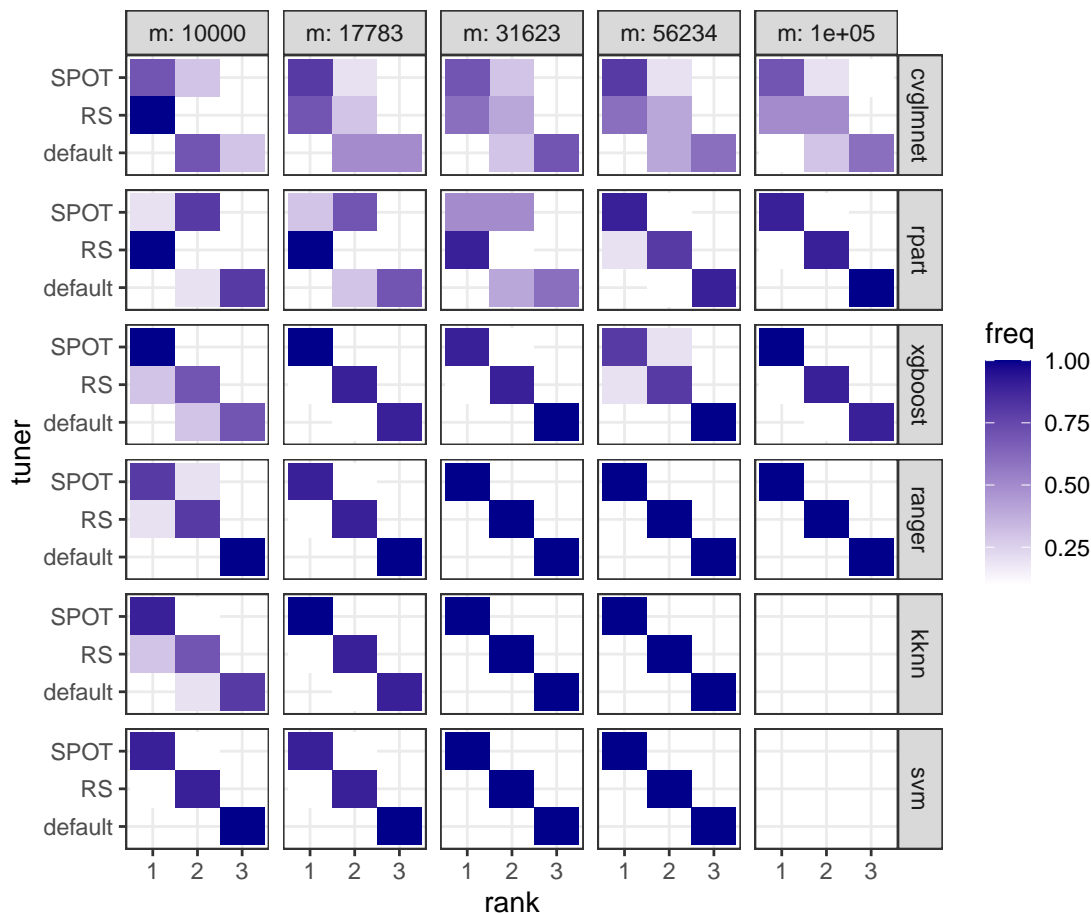 m: 10000
m: 17783
m: 31623
m: 56234
m: 1e+05
SPOT
RS
default
cvglmnet
SPOT
RS
default
rpart
SPOT
RS
default
xgboost
SPOT
RS
default
ranger
SPOT
RS
default
kknn
SPOT
RS
default
svm
tuner
1 2 3
1 2 3
1 2 3
1 2 3
1 2 3
rank
freq
1.00
0.75
0.50
0.25